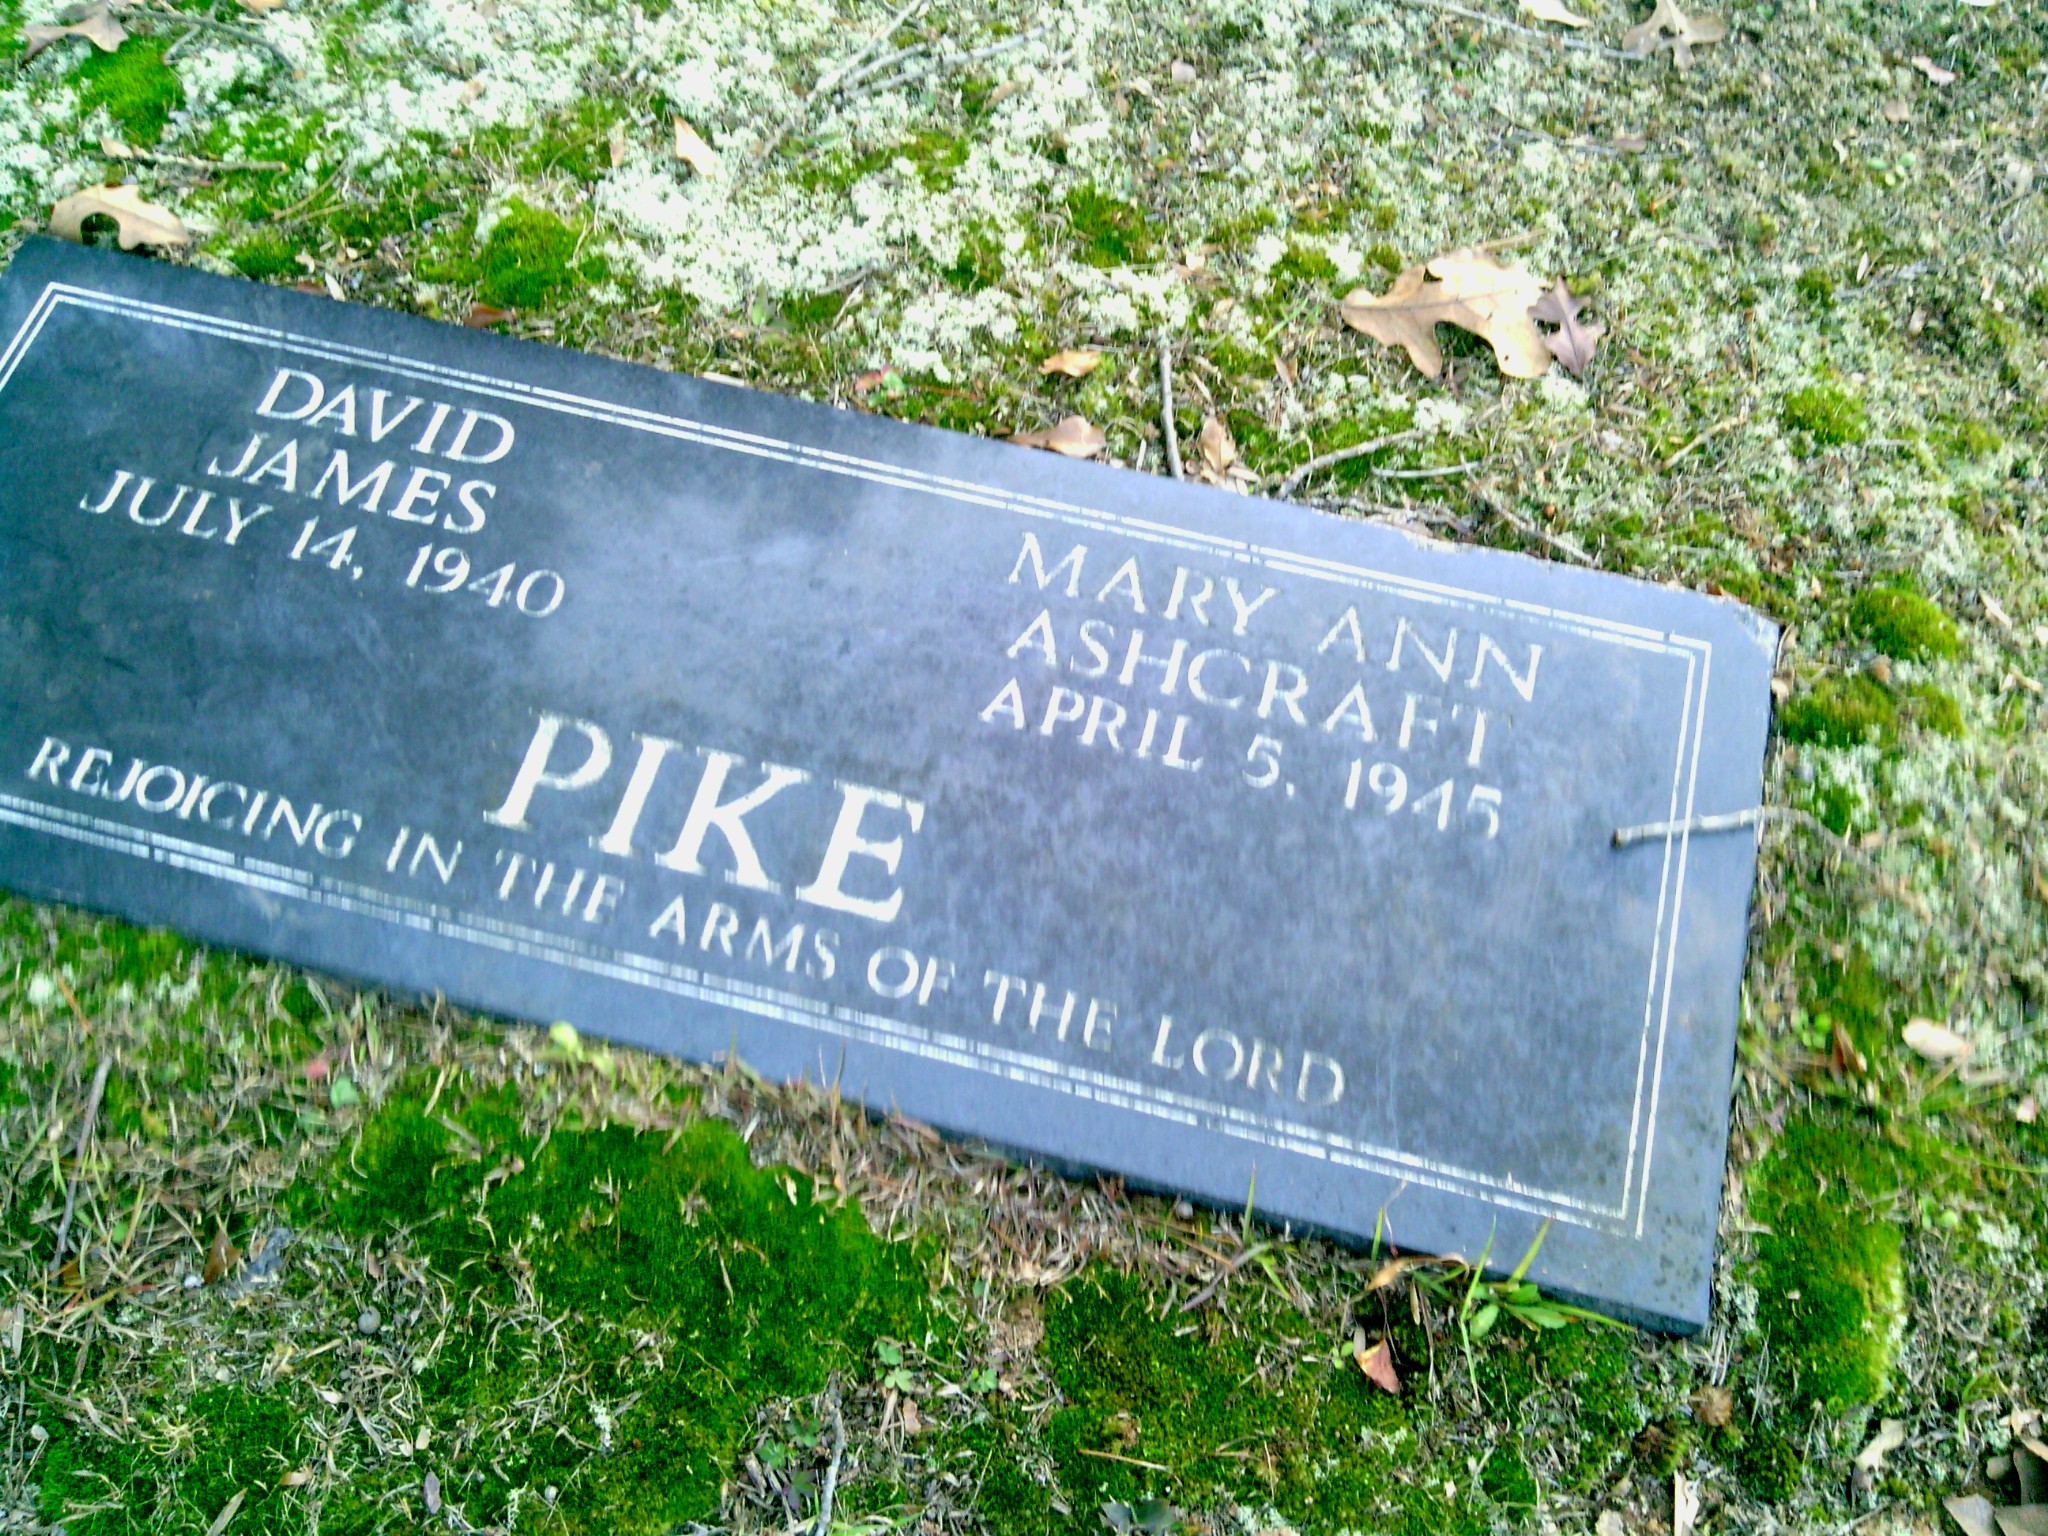 DAVID
JAMES
JULY 14, 1940
MARY ANN
ASHCRAFT
APRIL 5, 1945
PIKE
REJOICING IN THE ARMS OF THE LORD